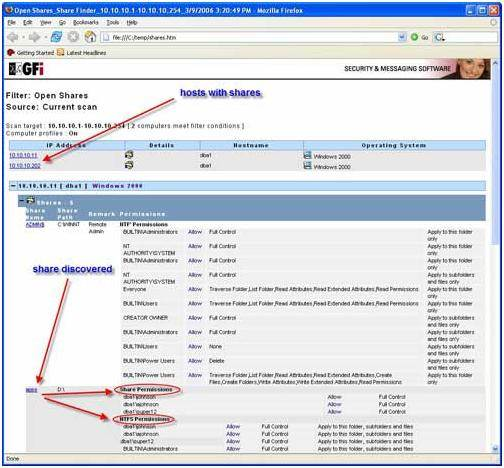 Open Shares_Share Finder_10.10.10.1-10.10.10.254_3/9/2006 3:20:49 PM - Mozilla Firefox
File Edit View Go Bookmarks Tools Help
file:///C:/temp/shares.htm Go
Getting Started Latest Headlines
GFi SECURITY & MESSAGING SOFTWARE
Filter: Open Shares
Source: Current scan
hosts with shares
Scan target : 10.10.10.1-10.10.10.254 [ 2 computers meet filter conditions ]
Computer profiles : On
IP Address Details Hostname Operating System
10.10.10.11 dba1 Windows 2000
10.10.10.202 dba1 Windows 2000
10.10.10.11 [ dba1 ] Windows 2000
Shares - 5
Share Name Share Path Remark Permissions
ADMIN$ C:\WINNT Remote Admin NTF Permissions
BUILTIN\Administrators Allow Full Control Apply to this folder only
NT AUTHORITY\SYSTEM Allow Full Control Apply to this folder only
NT AUTHORITY\SYSTEM Allow Full Control Apply to subfolders and files only
Everyone Allow Traverse Folder,List Folder,Read Attributes,Read Extended Attributes,Read Permissions Apply to this folder only
BUILTIN\Users Allow Traverse Folder,List Folder,Read Attributes,Read Extended Attributes,Read Permissions Apply to this folder only
CREATOR OWNER Allow Full Control Apply to subfolders and files only
BUILTIN\Administrators Allow Full Control Apply to subfolders and files only
BUILTIN\Users Allow None Apply to subfolders and files only
BUILTIN\Power Users Allow Delete Apply to subfolders and files only
BUILTIN\Power Users Allow Traverse Folder,List Folder,Read Attributes,Read Extended Attributes,Create Files,Create Folders,Write Attributes,Write Extended Attributes,Read Permissions Apply to this folder only
share discovered
apps D:\ Share Permissions
dba1\johnson Allow Full Control
dba1\ajohnson Allow Full Control
dba1\super12 Allow Full Control
NTFS Permissions
dba1\johnson Allow Full Control Apply to this folder, subfolders and files
dba1\ajohnson Allow Full Control Apply to this folder, subfolders and files
dba1\super12 Allow Full Control Apply to this folder, subfolders and files
BUILTIN\Administrators Allow Full Control Apply to this folder, subfolders and files
Done